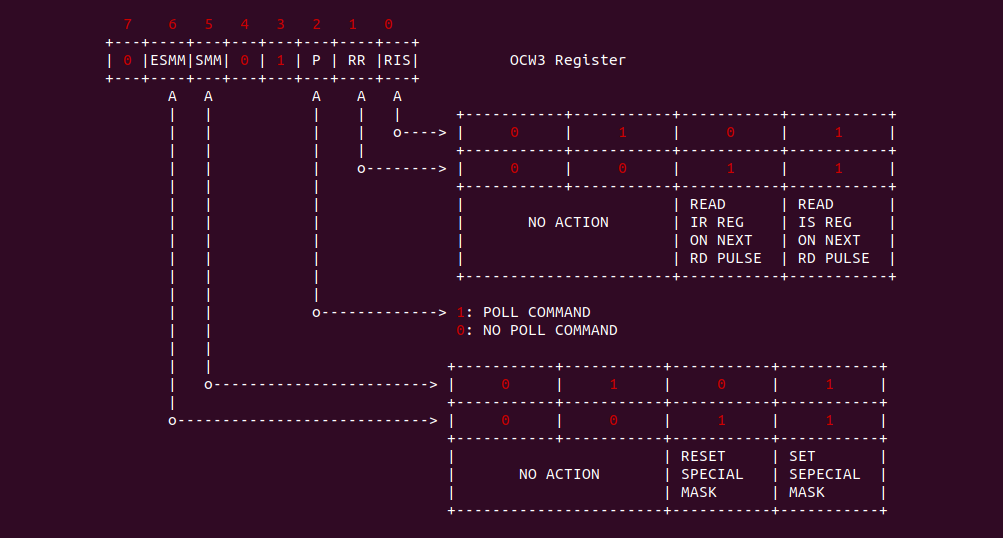 7 6 5 4 3 2 1 0
+---+----+---+---+---+---+----+---+
| 0 |ESMM|SMM| 0 | 1 | P | RR |RIS| OCW3 Register
+---+----+---+---+---+---+----+---+
A A A A A
| | | | | +-----------+-----------+-----------+-----------+
| | | | o----> | 0 | 1 | 0 | 1 |
| | | | +-----------+-----------+-----------+-----------+
| | | o--------> | 0 | 0 | 1 | 1 |
| | | +-----------+-----------+-----------+-----------+
| | | | | READ | READ |
| | | | NO ACTION | IR REG | IS REG |
| | | | | ON NEXT | ON NEXT |
| | | | | RD PULSE | RD PULSE |
| | | +-----------------------+-----------+-----------+
| | |
| | o-------------> 1: POLL COMMAND
| | 0: NO POLL COMMAND
| |
| | +-----------+-----------+-----------+-----------+
| o------------------------> | 0 | 1 | 0 | 1 |
| +-----------+-----------+-----------+-----------+
o----------------------------> | 0 | 0 | 1 | 1 |
+-----------+-----------+-----------+-----------+
| | RESET | SET |
| NO ACTION | SPECIAL | SEPECIAL |
| | MASK | MASK |
+-----------------------+-----------+-----------+